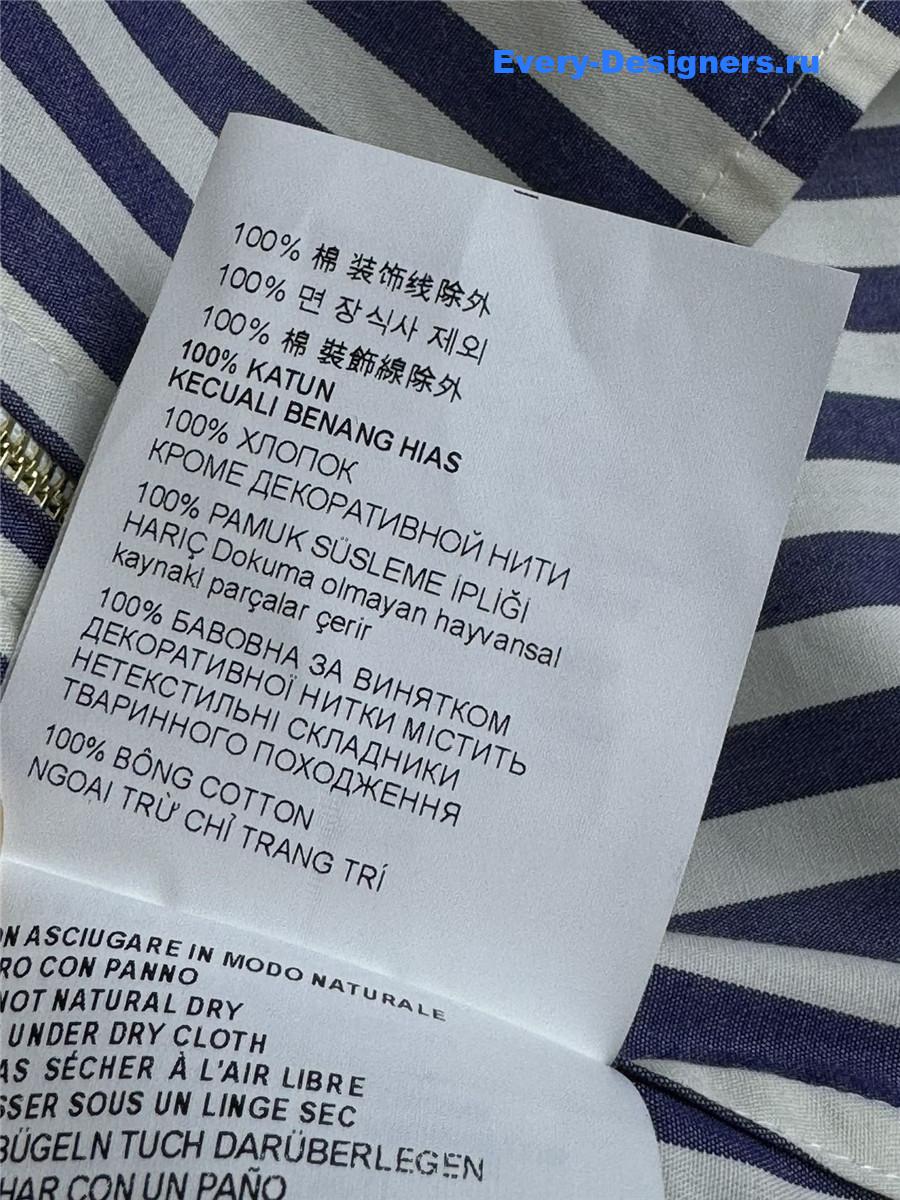 Every-Designers.ru
100% 棉 装饰线除外
100% 면 장식사 제외
100% 棉 裝飾線除外
100% KATUN
KECUALI BENANG HIAS
100% ХЛОПОК
КРОМЕ ДЕКОРАТИВНОЙ НИТИ
100% PAMUK SÜSLEME İPLİĞİ
HARIÇ Dokuma olmayan hayvansal
kaynaki parçalar çerir
100% БАВОВНА ЗА ВИНЯТКОМ
ДЕКОРАТИВНОЇ НИТКИ МІСТИТЬ
НЕТЕКСТИЛЬНІ СКЛАДНИКИ
ТВАРИННОГО ПОХОДЖЕННЯ
100% BÔNG COTTON
NGOẠI TRỪ CHỈ TRANG TRÍ
ASCIUGARE IN MODO NATURALE
CON PANNO
NOT NATURAL DRY
UNDER DRY CLOTH
SÉCHER À L'AIR LIBRE
SOUS UN LINGE SEC
BÜGELN TUCH DARÜBERLEGEN
CON UN PAÑO